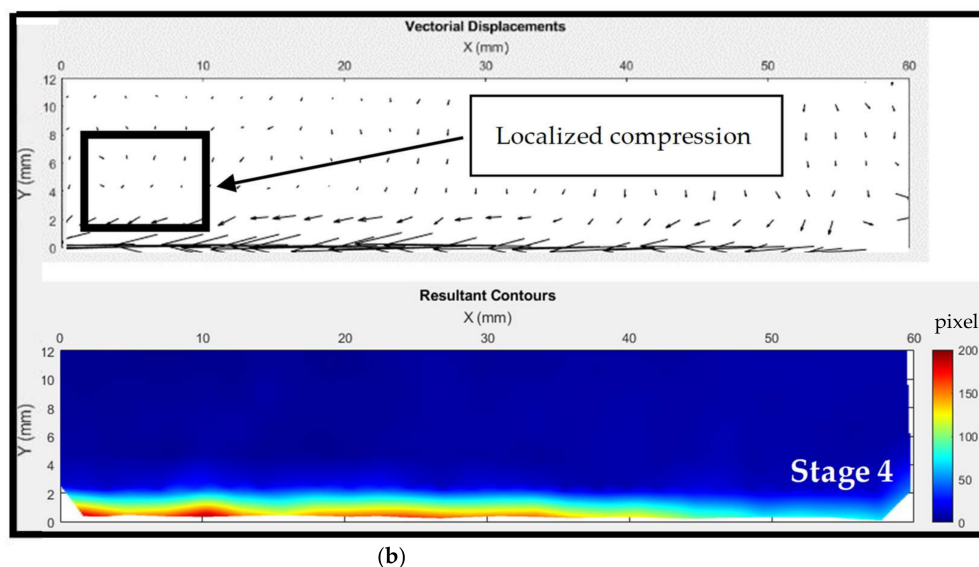 Vectorial Displacements
X (mm)
0 10 20 30 40 50 60
12
10
8
6
4
2
0
Y (mm)
Localized compression
Resultant Contours
X (mm)
0 10 20 30 40 50 60
12
10
8
6
4
2
0
Y (mm)
Stage 4
pixel
200
150
100
50
0
(b)